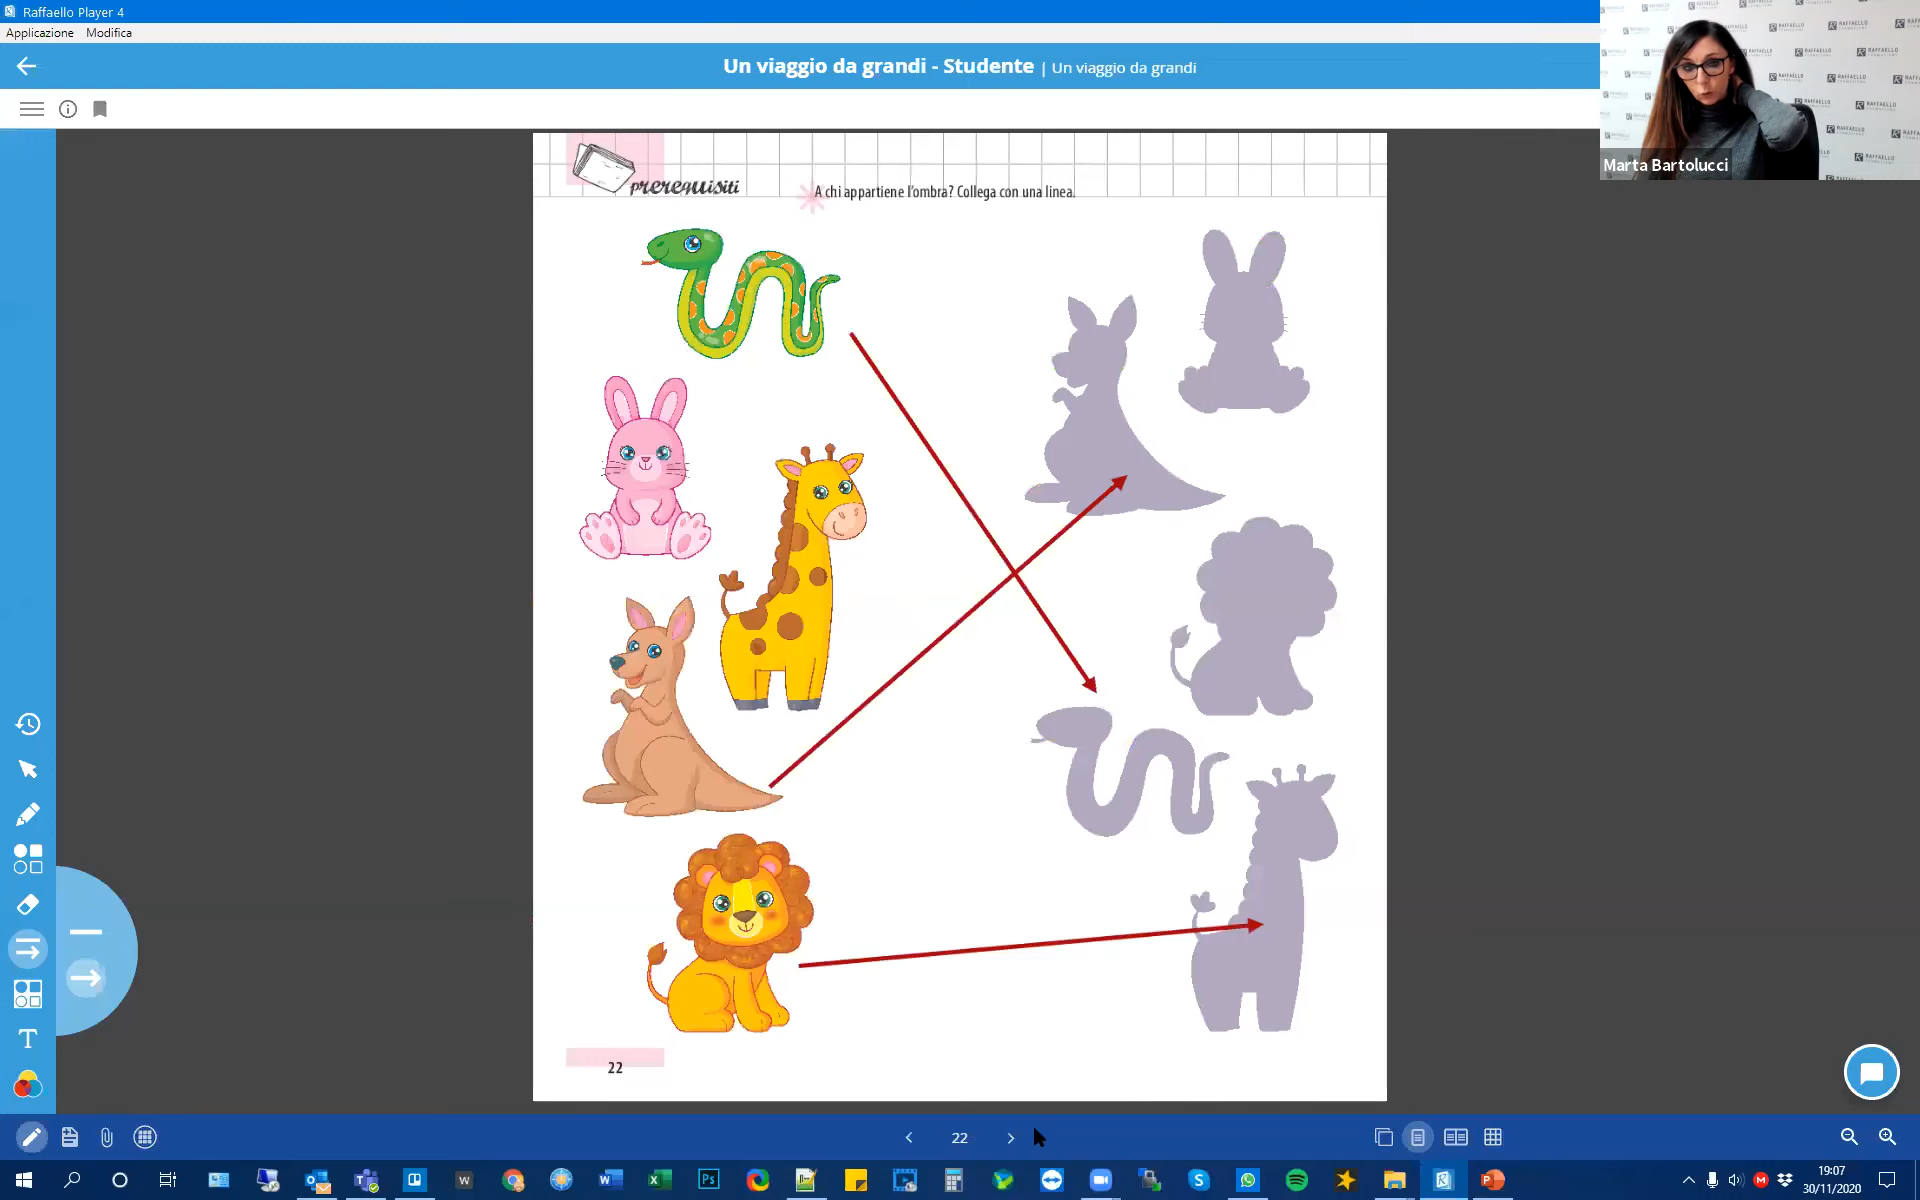 Raffaello Player 4
Applicazione Modifica
Un viaggio da grandi - Studente | Un viaggio da grandi
Marta Bartolucci
prerequisiti
A chi appartiene l'ombra? Collega con una linea.
22
T
22
19:07
30/11/2020